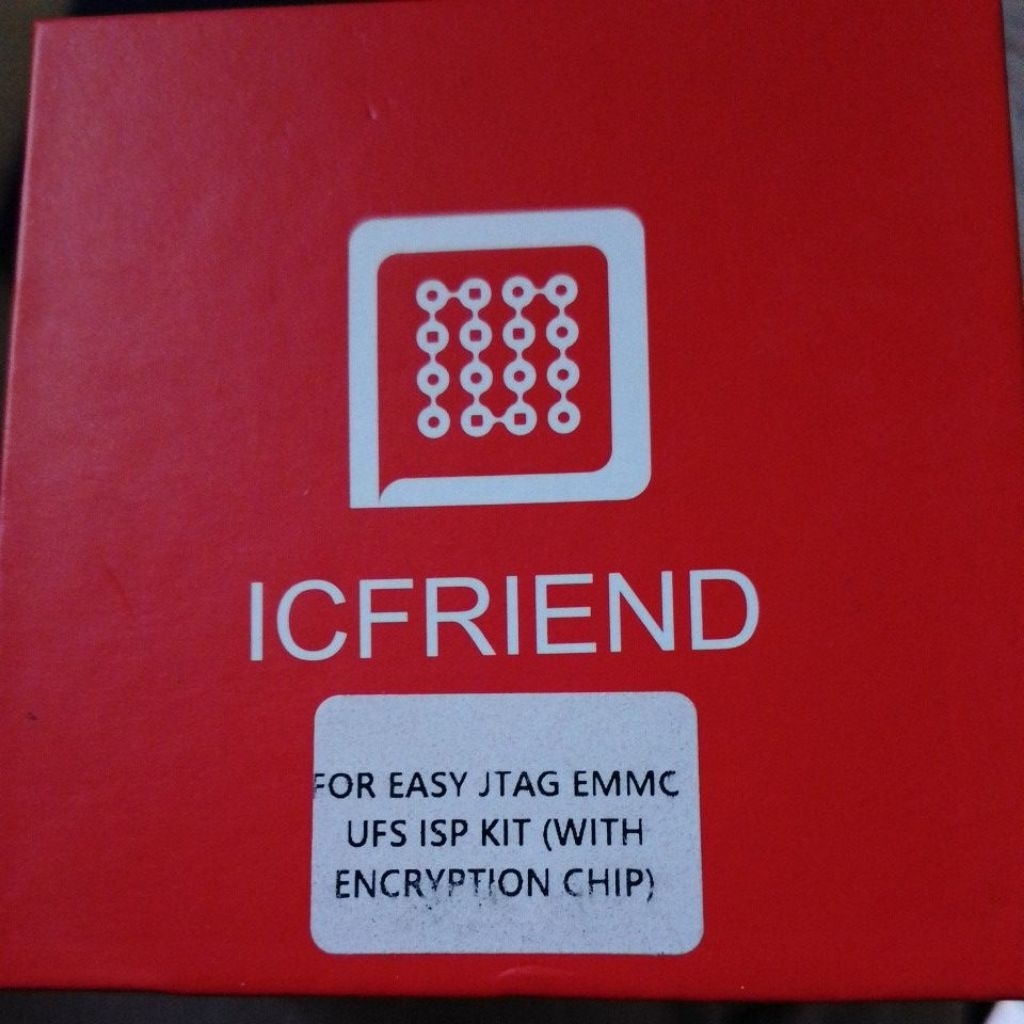 ICFRIEND
FOR EASY JTAG EMMC
UFS ISP KIT (WITH
ENCRYPTION CHIP)